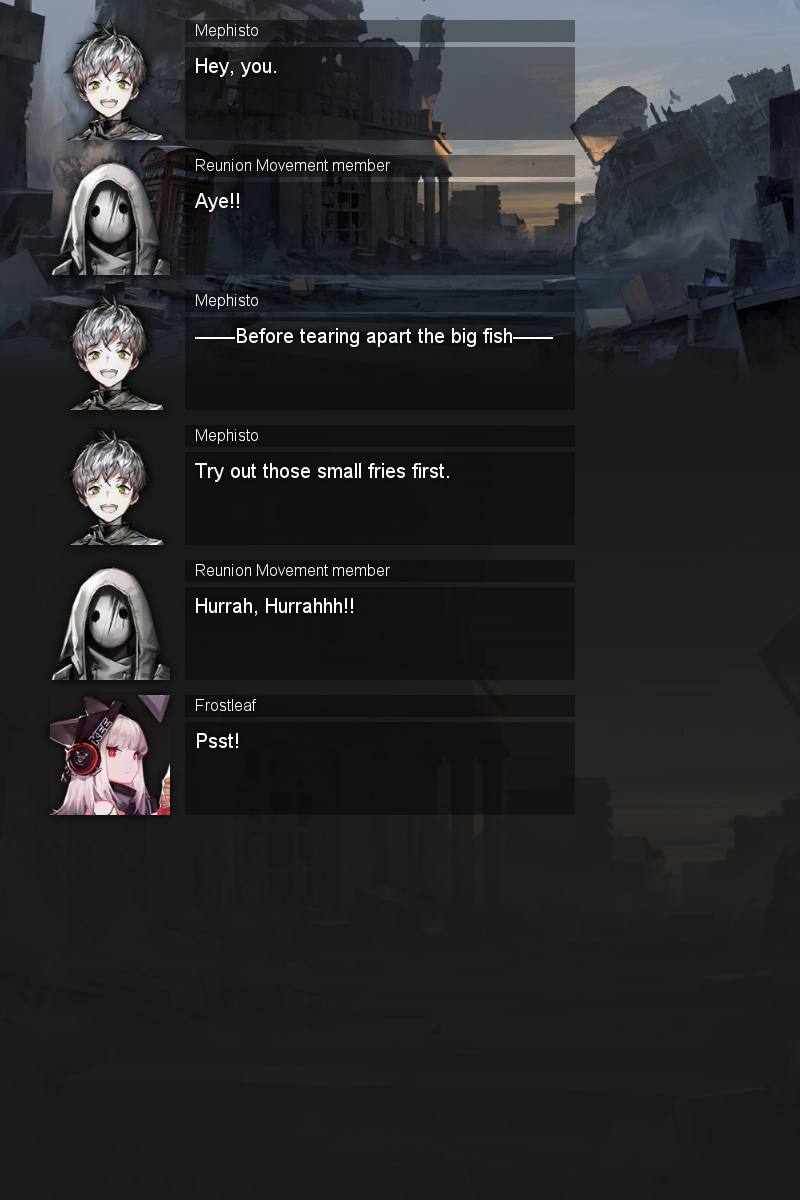 Mephisto
Hey, you.
Reunion Movement member
Aye!!
Mephisto
——Before tearing apart the big fish——
Mephisto
Try out those small fries first.
Reunion Movement member
Hurrah, Hurrahhh!!
Frostleaf
Psst!